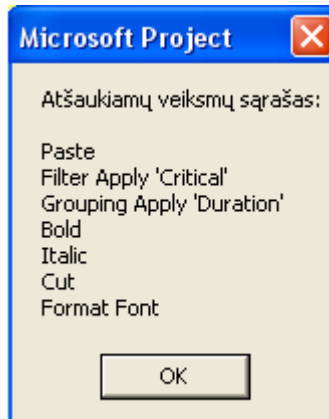 Microsoft Project
Atšaukiamų veiksmų sąrašas:
Paste
Filter Apply 'Critical'
Grouping Apply 'Duration'
Bold
Italic
Cut
Format Font
OK